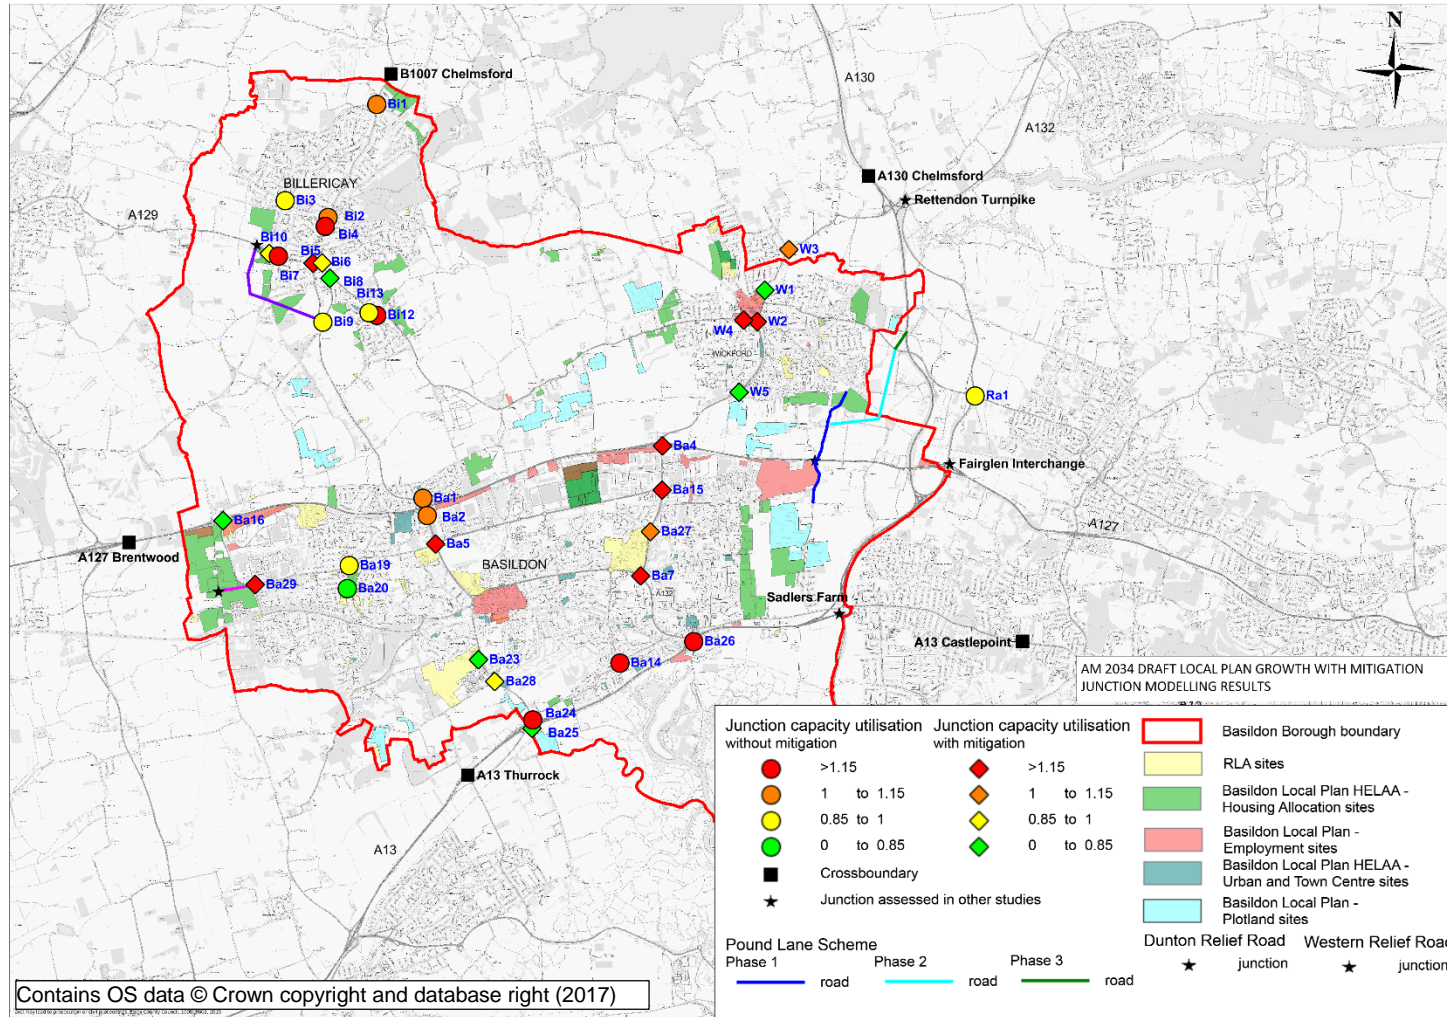 N
B1007 Chelmsford
A130
A132
Bi1
BILLERICAY
A130 Chelmsford
Rettendon Turnpike
A129
Bi3
Bi2
Bi4
Bi10
Bi5
Bi6
Bi7
Bi8
W3
W1
Bi13
Bi12
Bi9
W4
W2
WICKFORD
W5
Ra1
Ba4
Fairglen Interchange
Ba15
Ba1
Ba2
Ba16
A127
Ba27
A127 Brentwood
Ba5
BASILDON
Ba19
Ba7
Ba29
Ba20
A132
Sadlers Farm
Ba26
A13 Castlepoint
Ba23
Ba14
Ba28
Ba24
Ba25
A13 Thurrock
A13
AM 2034 DRAFT LOCAL PLAN GROWTH WITH MITIGATION
JUNCTION MODELLING RESULTS
Junction capacity utilisation
without mitigation
>1.15
1 to 1.15
0.85 to 1
0 to 0.85
Crossboundary
Junction assessed in other studies
Junction capacity utilisation
with mitigation
>1.15
1 to 1.15
0.85 to 1
0 to 0.85
Basildon Borough boundary
RLA sites
Basildon Local Plan HELAA -
Housing Allocation sites
Basildon Local Plan -
Employment sites
Basildon Local Plan HELAA -
Urban and Town Centre sites
Basildon Local Plan -
Plotland sites
Pound Lane Scheme
Phase 1 Phase 2 Phase 3
road road road
Dunton Relief Road Western Relief Road
junction junction
Contains OS data © Crown copyright and database right (2017)